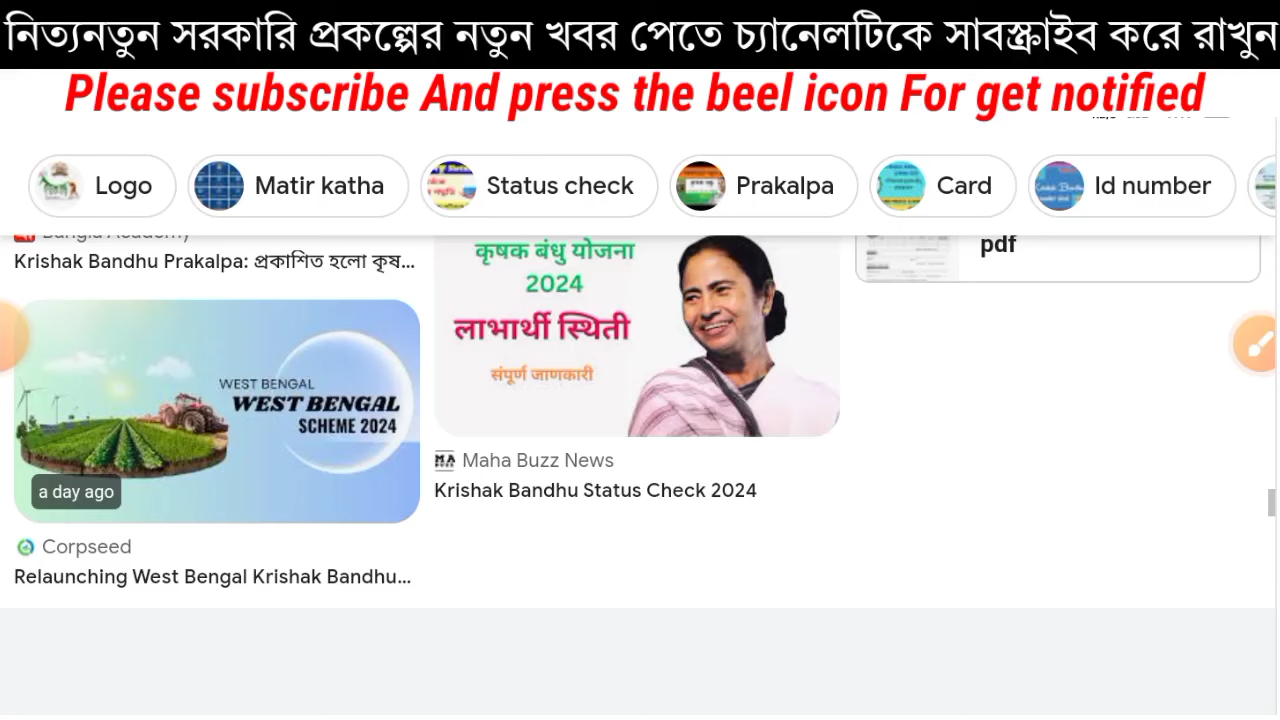 নিত্যনতুন সরকারি প্রকল্পের নতুন খবর পেতে চ্যানেলটিকে সাবস্ক্রাইব করে রাখুন
Please subscribe And press the beel icon For get notified
Logo
Matir katha
Status check
Prakalpa
Card
Id number
Bangla Academy
Krishak Bandhu Prakalpa: প্রকাশিত হলো কৃষ...
कृषक बंधु योजना
2024
लाभार्थी स्थिती
संपूर्ण जाणकारी
pdf
WEST BENGAL
WEST BENGAL
SCHEME 2024
a day ago
Maha Buzz News
Krishak Bandhu Status Check 2024
Corpseed
Relaunching West Bengal Krishak Bandhu...